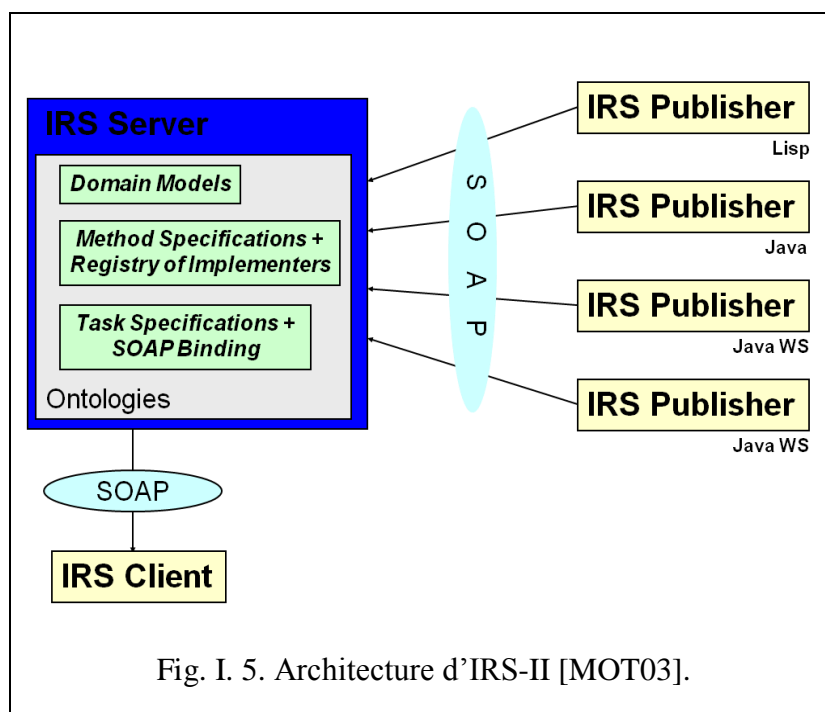 IRS Server
Domain Models
Method Specifications +
Registry of Implementers
Task Specifications +
SOAP Binding
Ontologies
SOAP
IRS Client
S O A P
IRS Publisher
Lisp
IRS Publisher
Java
IRS Publisher
Java WS
IRS Publisher
Java WS
Fig. I. 5. Architecture d’IRS-II [MOT03].